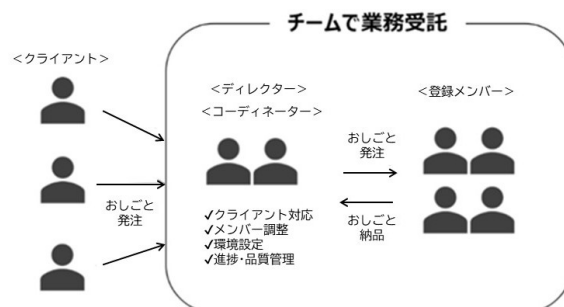 チームで業務受託
＜クライアント＞
おしごと
発注
＜ディレクター＞
＜コーディネーター＞
✓クライアント対応
✓メンバー調整
✓環境設定
✓進捗・品質管理
おしごと
発注
おしごと
納品
＜登録メンバー＞